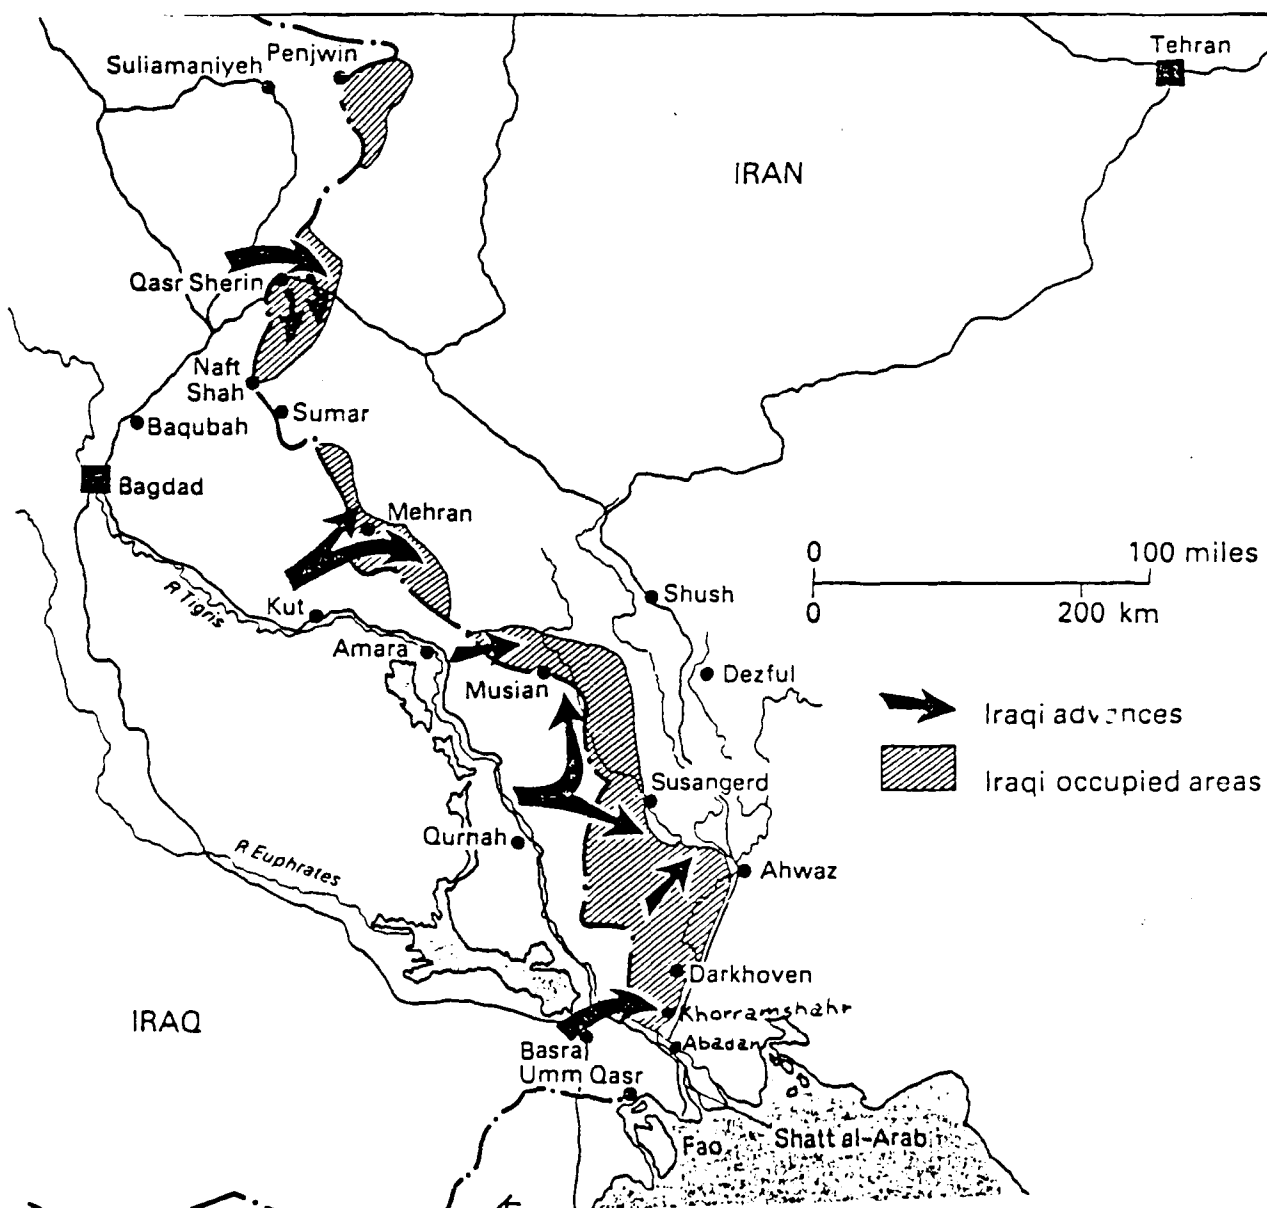 Tehran
Penjwin
Suliamaniyeh
IRAN
Qasr Sherin
Naft
Shah
Sumar
Baqubah
Bagdad
Mehran
0 100 miles
0 200 km
R Tigris
Kut
Shush
Amara
Dezful
Musian
Iraqi advances
Susangerd
Iraqi occupied areas
Qurnah
R Euphrates
Ahwaz
Darkhoven
Khorramshahr
IRAQ
Abadan
Basra
Umm Qasr
Fao
Shatt al-Arab